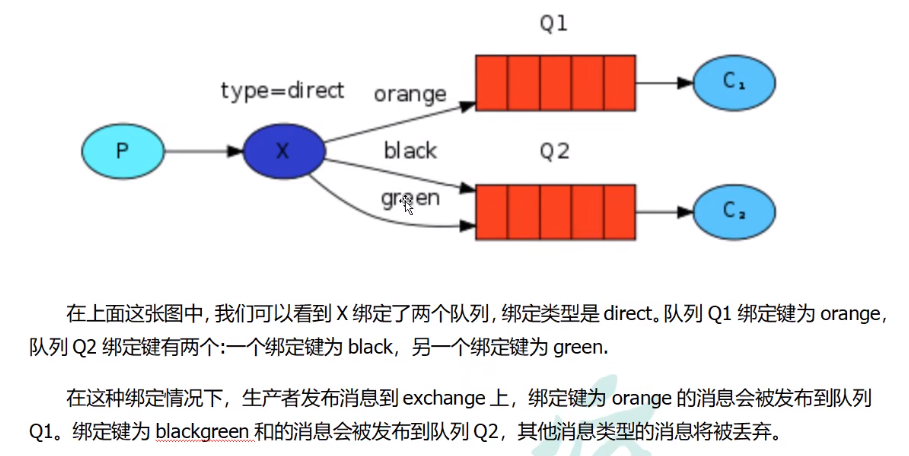 Q1
type=direct
orange
C₁
P
X
black
Q2
green
C₂
在上面这张图中，我们可以看到 X 绑定了两个队列，绑定类型是 direct。队列 Q1 绑定键为 orange，
队列 Q2 绑定键有两个:一个绑定键为 black，另一个绑定键为 green.
在这种绑定情况下，生产者发布消息到 exchange 上，绑定键为 orange 的消息会被发布到队列
Q1。绑定键为 blackgreen 和的消息会被发布到队列 Q2，其他消息类型的消息将被丢弃。